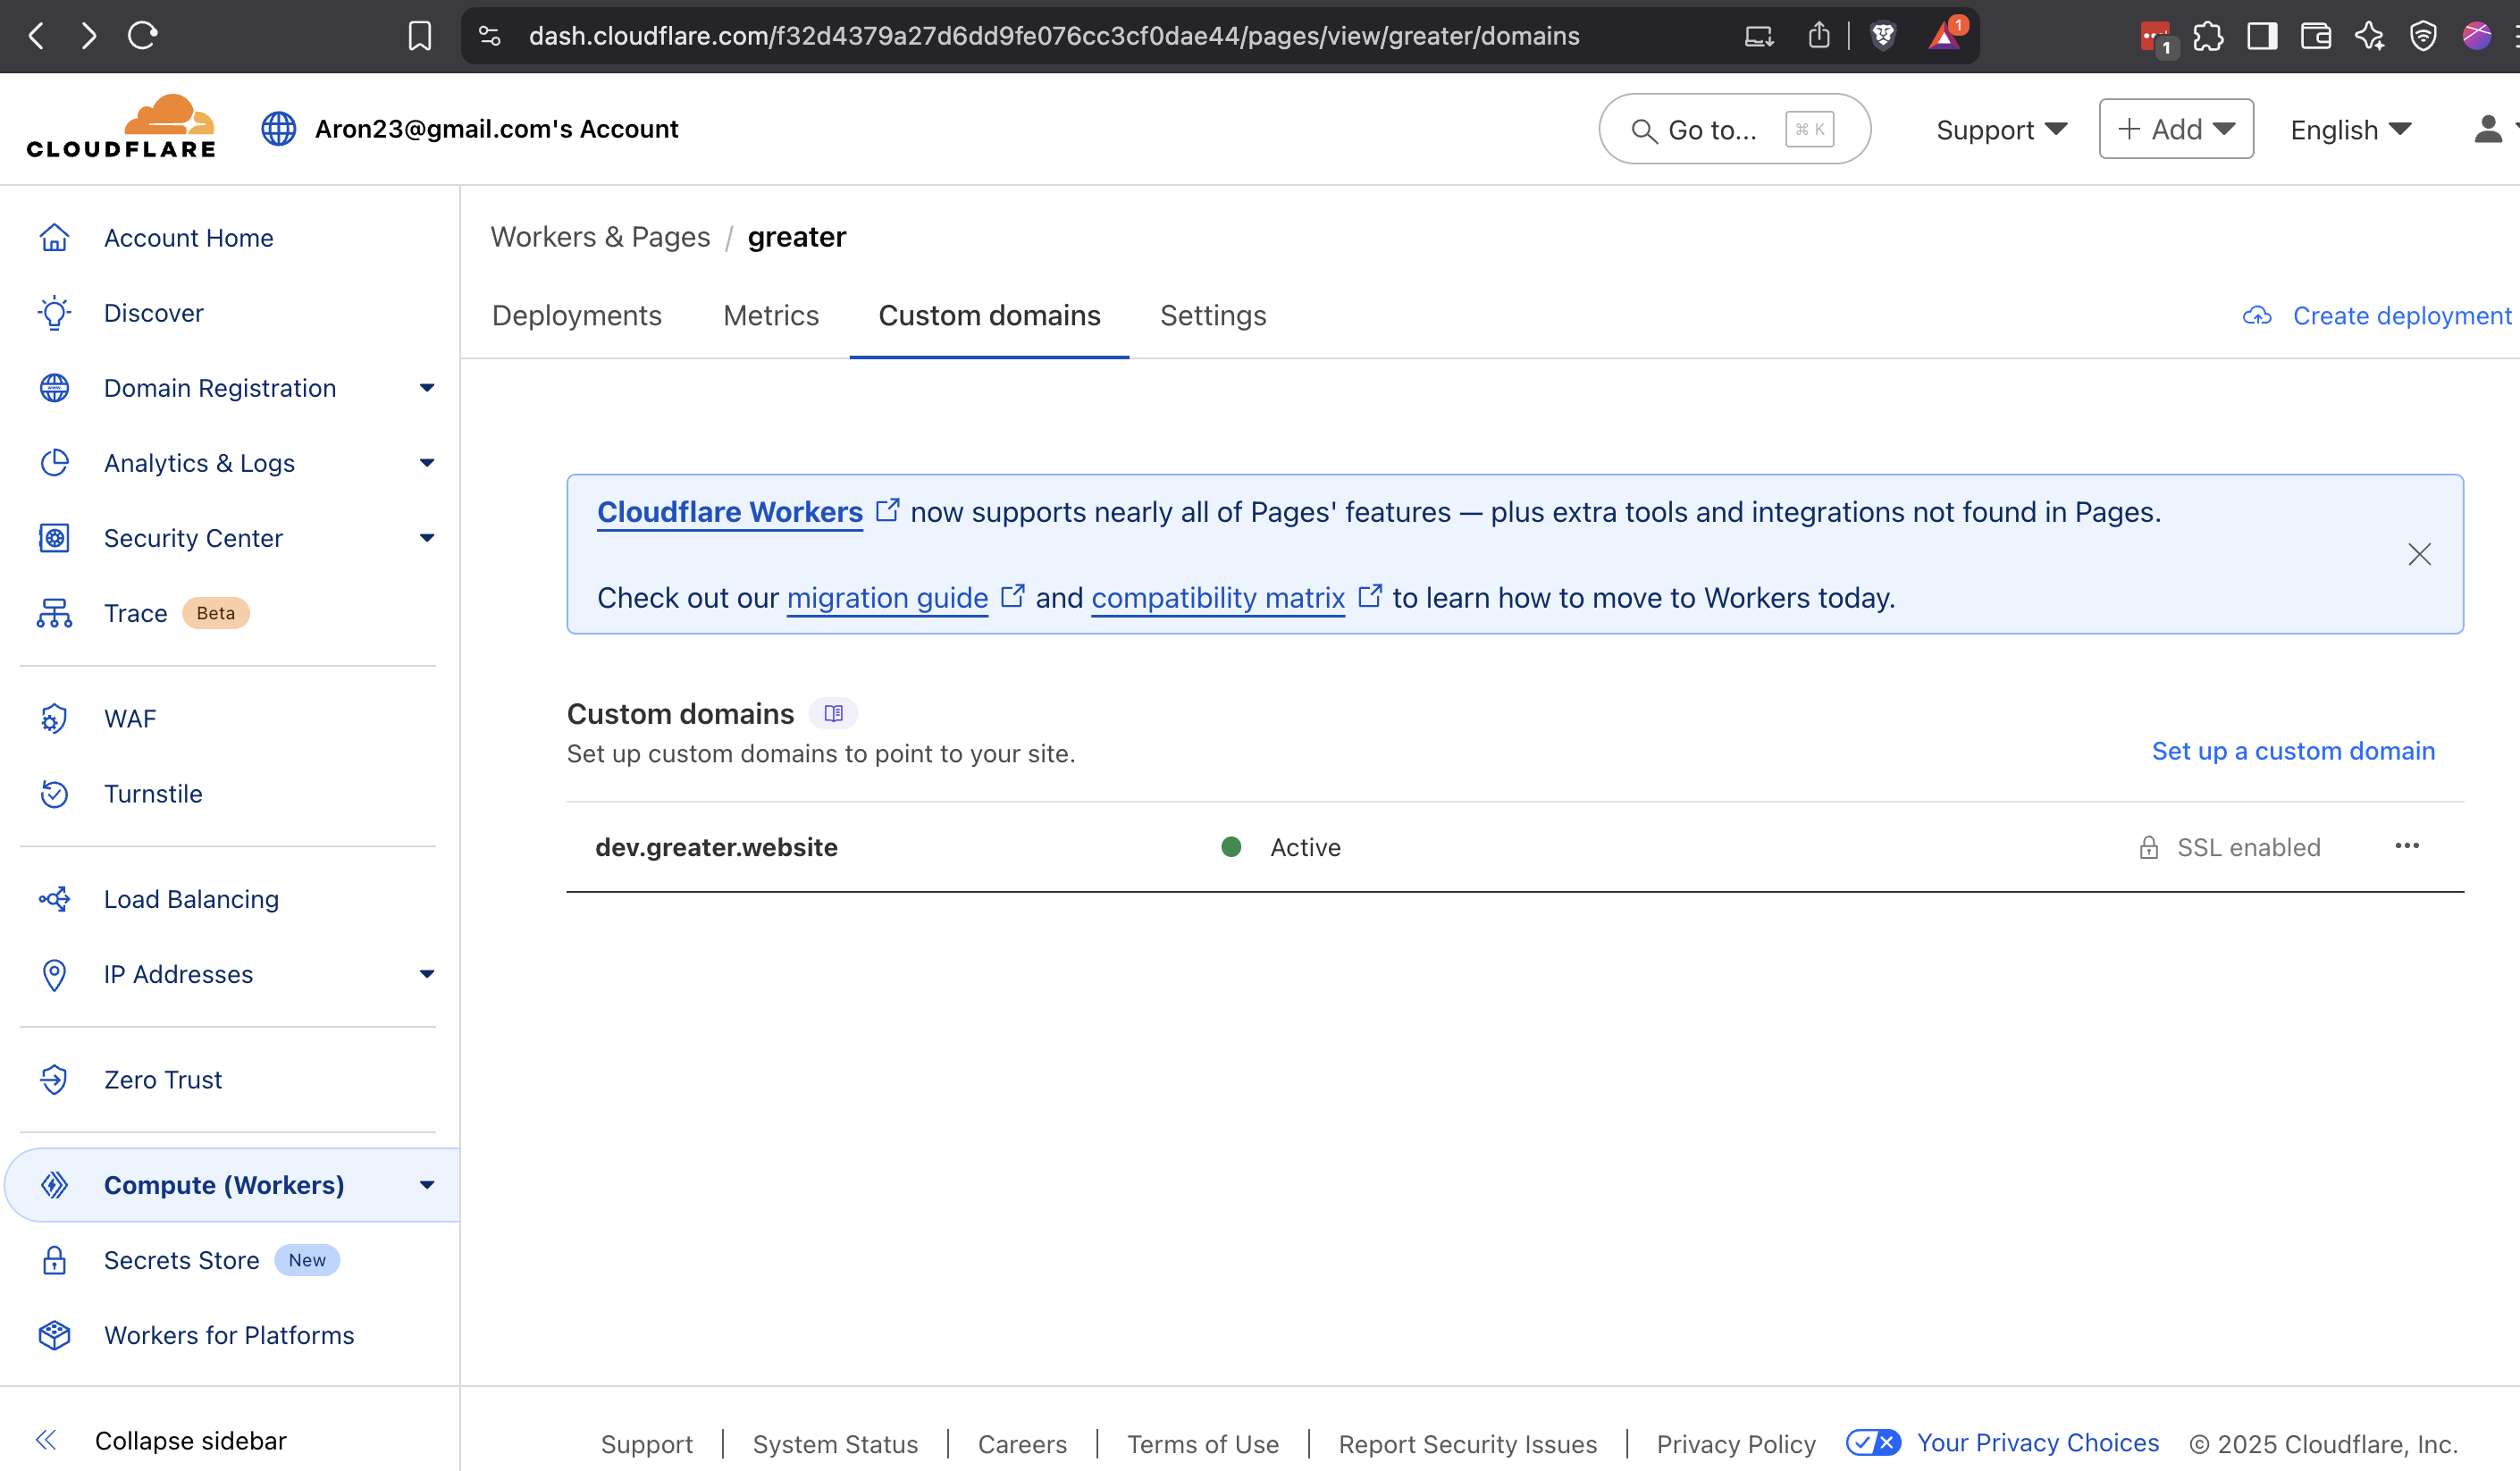 dash.cloudflare.com/f32d4379a27d6dd9fe076cc3cf0dae44/pages/view/greater/domains
1
1
CLOUDFLARE
Aron23@gmail.com's Account
Go to...
⌘ K
Support
Add
English
Account Home
Discover
Domain Registration
Analytics & Logs
Security Center
Trace Beta
WAF
Turnstile
Load Balancing
IP Addresses
Zero Trust
Compute (Workers)
Secrets Store New
Workers for Platforms
Collapse sidebar
Workers & Pages / greater
Deployments Metrics Custom domains Settings
Create deployment
Cloudflare Workers now supports nearly all of Pages' features — plus extra tools and integrations not found in Pages.
Check out our migration guide and compatibility matrix to learn how to move to Workers today.
Custom domains
Set up custom domains to point to your site.
Set up a custom domain
dev.greater.website Active SSL enabled
Support | System Status | Careers | Terms of Use | Report Security Issues | Privacy Policy Your Privacy Choices © 2025 Cloudflare, Inc.